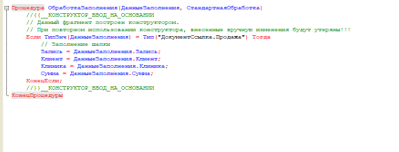 Процедура ОбработкаЗаполнения(ДанныеЗаполнения, СтандартнаяОбработка)
//{{__КОНСТРУКТОР_ВВОД_НА_ОСНОВАНИИ
// Данный фрагмент построен конструктором.
// При повторном использовании конструктора, внесенные вручную изменения будут утеряны!!!
Если ТипЗнч(ДанныеЗаполнения) = Тип("ДокументСсылка.Продажа") Тогда
// Заполнение шапки
Запись = ДанныеЗаполнения.Запись;
Клиент = ДанныеЗаполнения.Клиент;
Клиника = ДанныеЗаполнения.Клиника;
Сумма = ДанныеЗаполнения.Сумма;
КонецЕсли;
//}}__КОНСТРУКТОР_ВВОД_НА_ОСНОВАНИИ
КонецПроцедуры